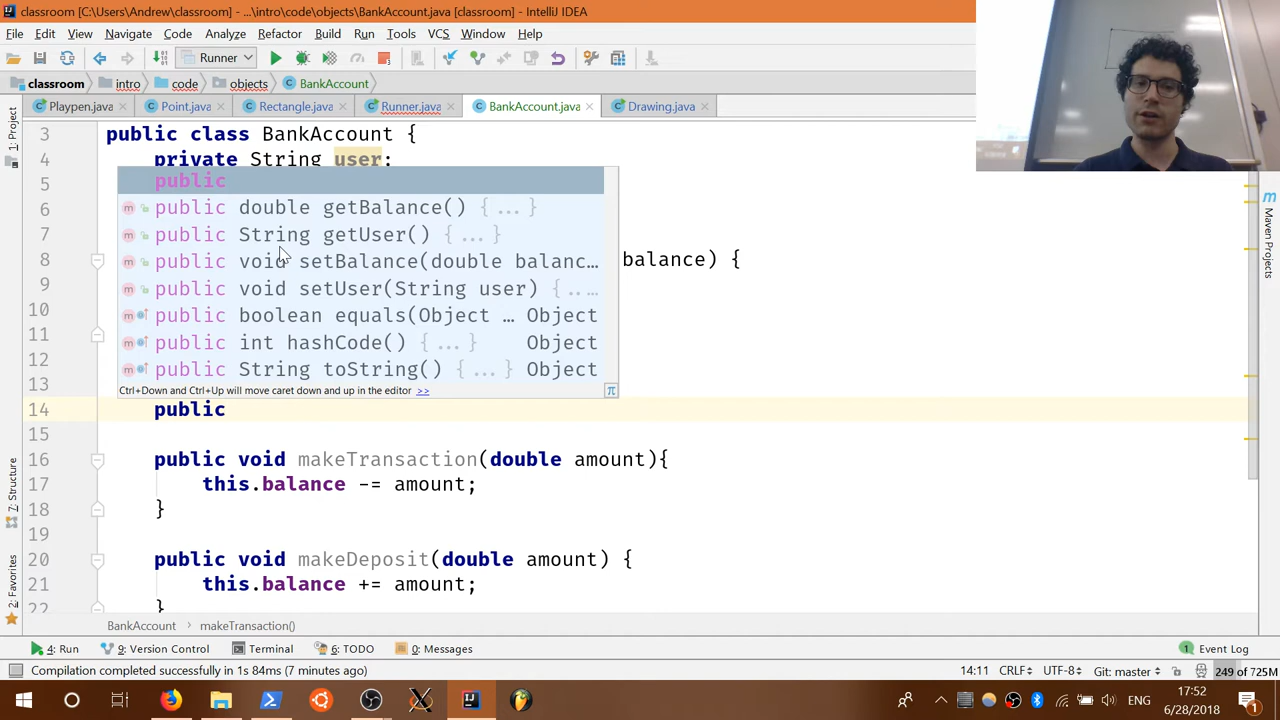 classroom [C:\Users\Andrew\classroom] - ...\intro\code\objects\BankAccount.java [classroom] - IntelliJ IDEA
File Edit View Navigate Code Analyze Refactor Build Run Tools VCS Window Help
Runner
classroom intro code objects BankAccount
Playpen.java Point.java Rectangle.java Runner.java BankAccount.java Drawing.java
1: Project
7: Structure
2: Favorites
Maven Projects
3 public class BankAccount {
4 private String user;
5 public
6 public double getBalance() {...}
7 public String getUser() {...}
8 public void setBalance(double balanc... balance) {
9 public void setUser(String user) {...
10 public boolean equals(Object ... Object
11 public int hashCode() {...} Object
12 public String toString() {...} Object
13 Ctrl+Down and Ctrl+Up will move caret down and up in the editor >> π
14 public
15
16 public void makeTransaction(double amount){
17 this.balance -= amount;
18 }
19
20 public void makeDeposit(double amount) {
21 this.balance += amount;
22 }
BankAccount makeTransaction()
4: Run 9: Version Control Terminal 6: TODO 0: Messages 1 Event Log
Compilation completed successfully in 1s 84ms (7 minutes ago) 14:11 CRLF UTF-8 Git: master 249 of 725M
ENG 17:52
6/28/2018 1